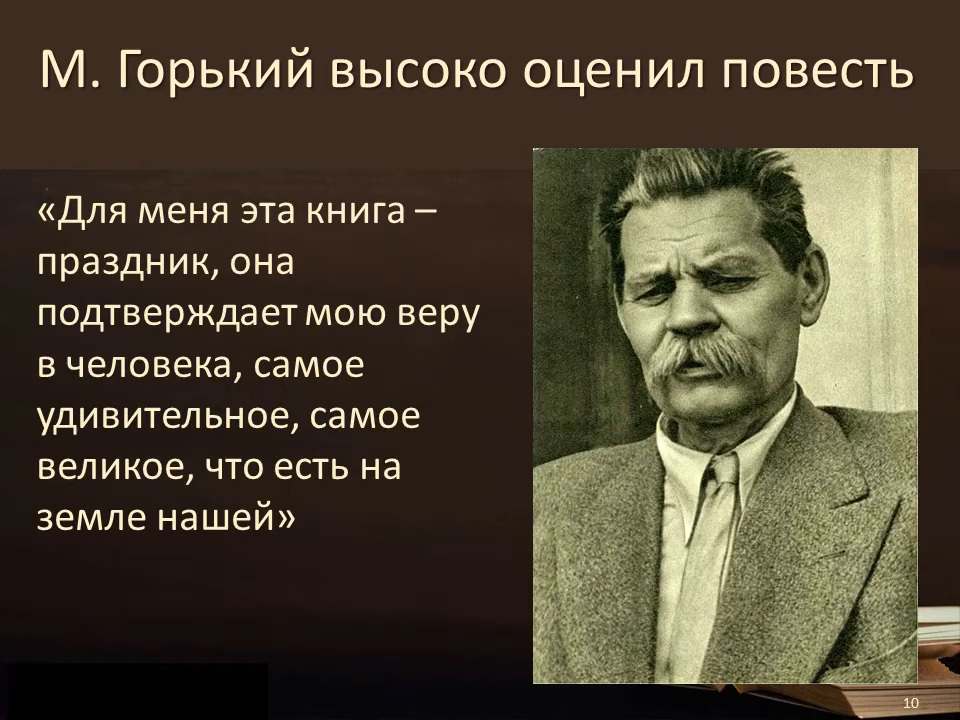 М. Горький высоко оценил повесть
«Для меня эта книга –
праздник, она
подтверждает мою веру
в человека, самое
удивительное, самое
великое, что есть на
земле нашей»
10